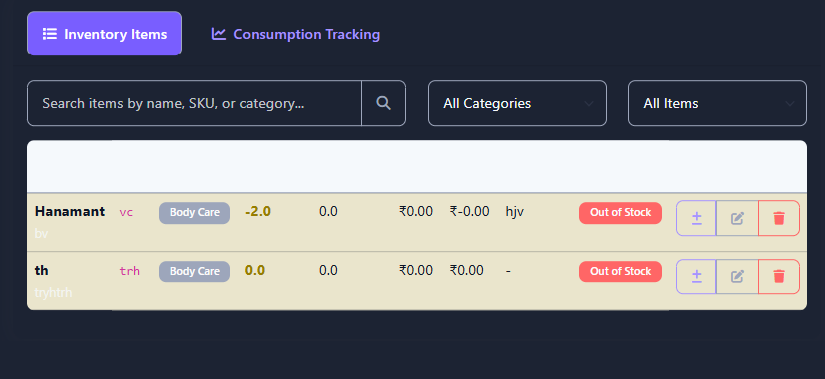 Inventory Items Consumption Tracking
Search items by name, SKU, or category... All Categories All Items
Hanamant vc Body Care -2.0 0.0 ₹0.00 ₹-0.00 hjv Out of Stock
bv
th trh Body Care 0.0 0.0 ₹0.00 ₹0.00 - Out of Stock
tryhtrh